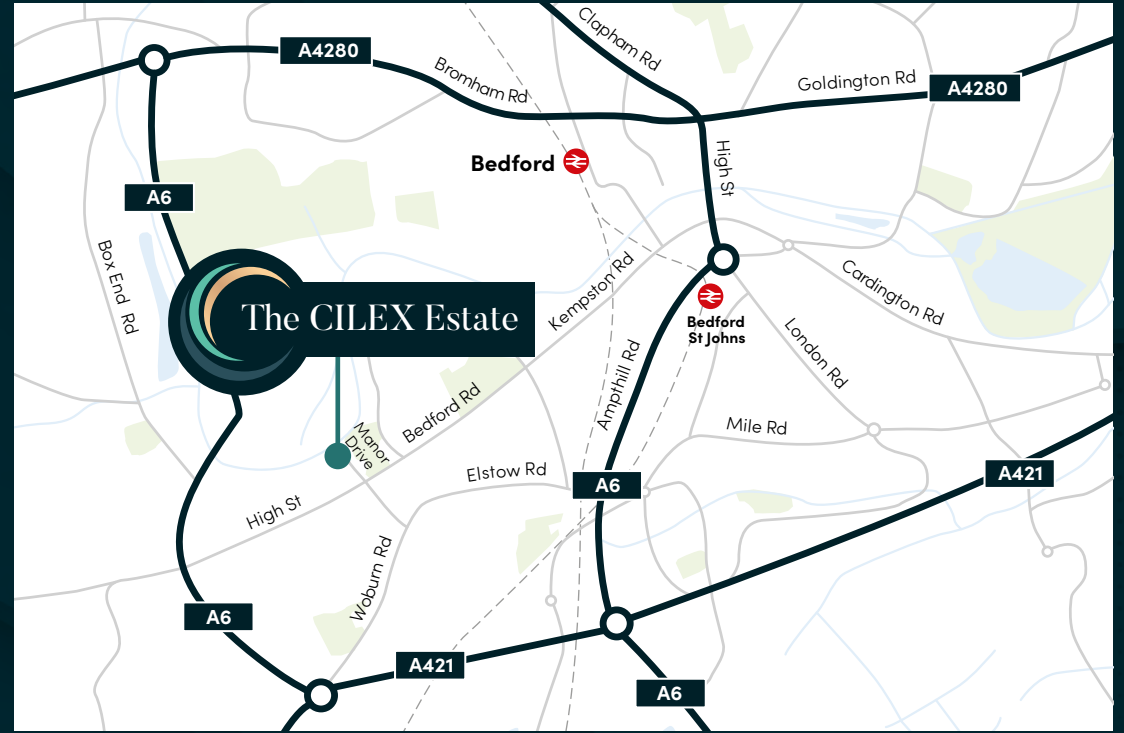 Clapham Rd
A4280
Bromham Rd
Goldington Rd
A4280
Bedford
High St
A6
Box End Rd
Kempston Rd
Cardington Rd
The CILEX Estate
Bedford
St Johns
London Rd
Ampthill Rd
Bedford Rd
Manor
Drive
Mile Rd
Elstow Rd
A421
A6
High St
Woburn Rd
A6
A421
A6